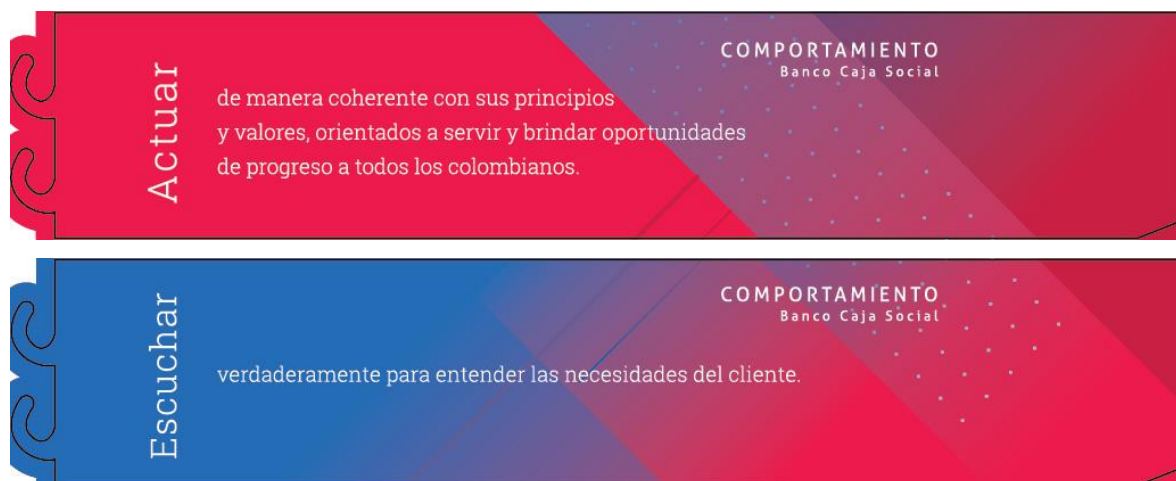 COMPORTAMIENTO
Banco Caja Social
Actuar
de manera coherente con sus principios
y valores, orientados a servir y brindar oportunidades
de progreso a todos los colombianos.
COMPORTAMIENTO
Banco Caja Social
Escuchar
verdaderamente para entender las necesidades del cliente.